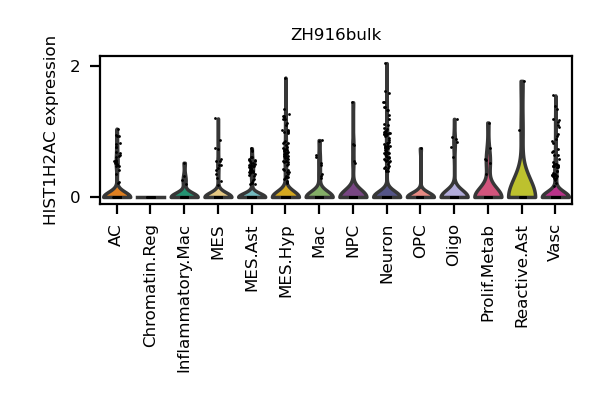 ZH916bulk
HIST1H2AC expression
2
0
AC
Chromatin.Reg
Inflammatory.Mac
MES
MES.Ast
MES.Hyp
Mac
NPC
Neuron
OPC
Oligo
Prolif.Metab
Reactive.Ast
Vasc